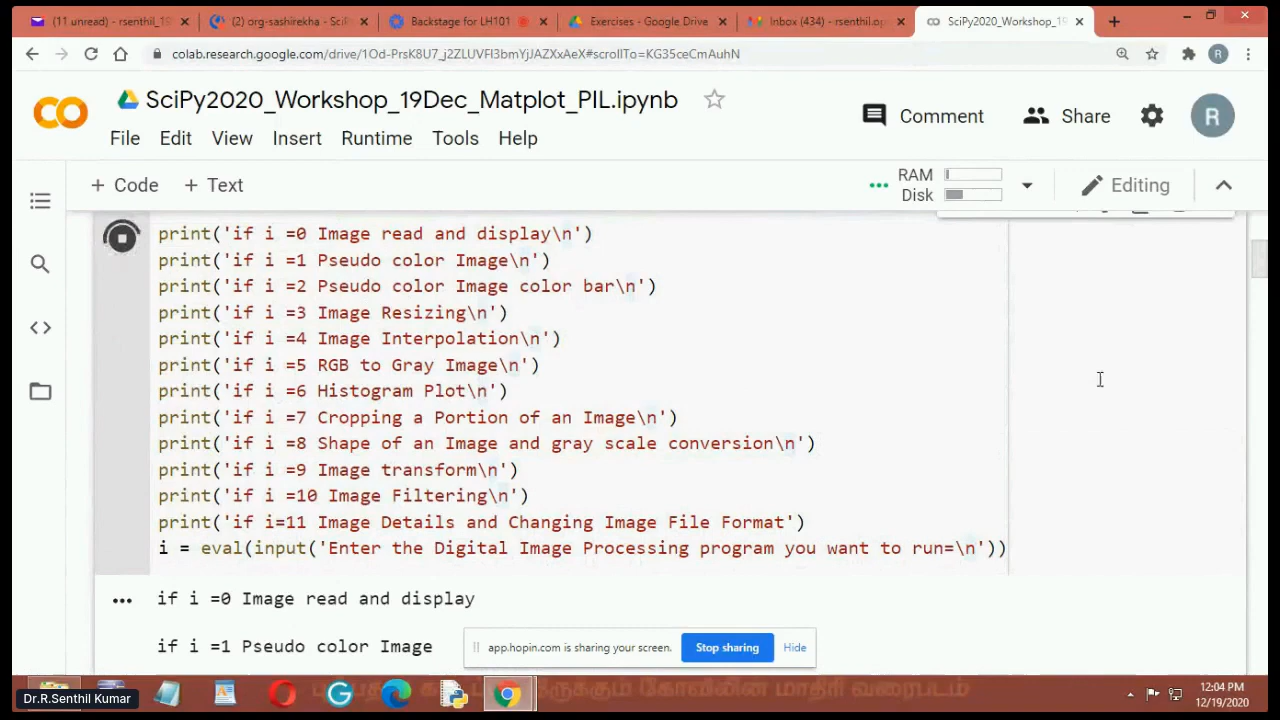 (11 unread) - rsenthil_19
(2) org-sashirekha - SciP
Backstage for LH101
Exercises - Google Drive
Inbox (434) - rsenthil.op
SciPy2020_Workshop_19
colab.research.google.com/drive/1Od-PrsK8U7_j2ZLUVFl3bmYjJAZXxAeX#scrollTo=KG35ceCmAuhN
R
SciPy2020_Workshop_19Dec_Matplot_PIL.ipynb
Comment
Share
R
File Edit View Insert Runtime Tools Help
+ Code + Text
RAM
Disk
Editing
print('if i =0 Image read and display\n')
print('if i =1 Pseudo color Image\n')
print('if i =2 Pseudo color Image color bar\n')
print('if i =3 Image Resizing\n')
print('if i =4 Image Interpolation\n')
print('if i =5 RGB to Gray Image\n')
print('if i =6 Histogram Plot\n')
print('if i =7 Cropping a Portion of an Image\n')
print('if i =8 Shape of an Image and gray scale conversion\n')
print('if i =9 Image transform\n')
print('if i =10 Image Filtering\n')
print('if i=11 Image Details and Changing Image File Format')
i = eval(input('Enter the Digital Image Processing program you want to run=\n'))
if i =0 Image read and display
if i =1 Pseudo color Image
app.hopin.com is sharing your screen.
Stop sharing
Hide
Dr.R.Senthil Kumar
12:04 PM
12/19/2020